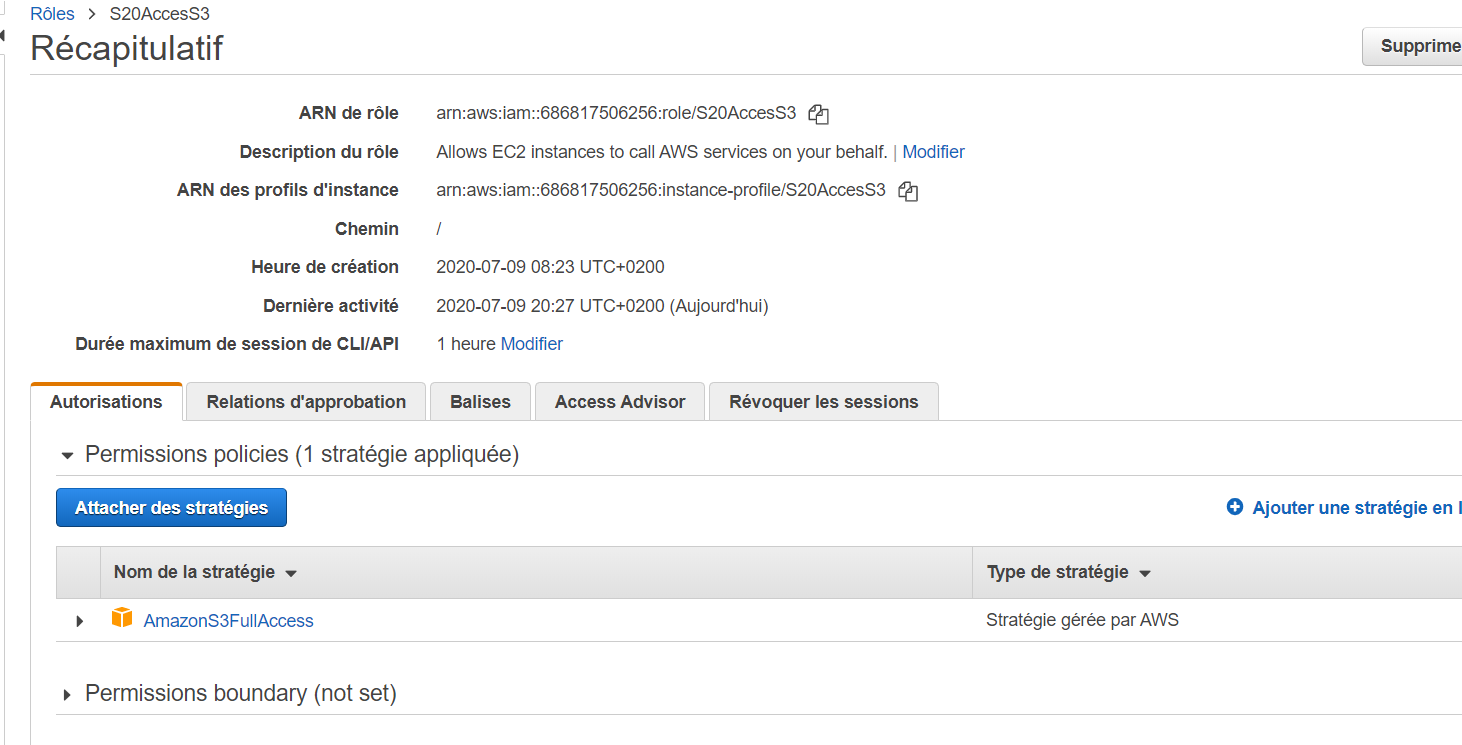 Rôles > S20AccesS3
Récapitulatif
Supprime
ARN de rôle arn:aws:iam::686817506256:role/S20AccesS3
Description du rôle Allows EC2 instances to call AWS services on your behalf. | Modifier
ARN des profils d'instance arn:aws:iam::686817506256:instance-profile/S20AccesS3
Chemin /
Heure de création 2020-07-09 08:23 UTC+0200
Dernière activité 2020-07-09 20:27 UTC+0200 (Aujourd'hui)
Durée maximum de session de CLI/API 1 heure Modifier
Autorisations Relations d'approbation Balises Access Advisor Révoquer les sessions
Permissions policies (1 stratégie appliquée)
Attacher des stratégies Ajouter une stratégie en l
Nom de la stratégie Type de stratégie
AmazonS3FullAccess Stratégie gérée par AWS
Permissions boundary (not set)